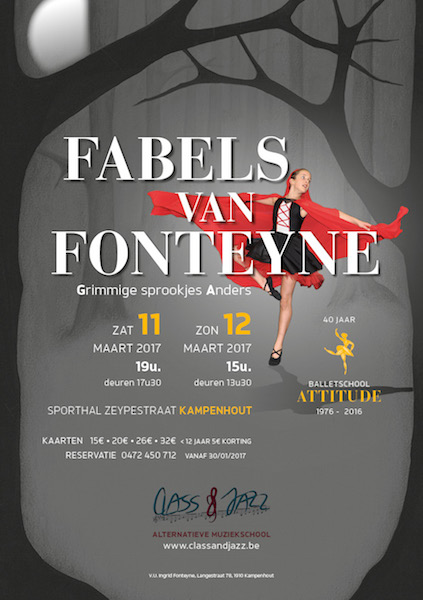 FABELS
VAN
FONTEYNE
Grimmige sprookjes Anders
ZAT 11
MAART 2017
19u.
deuren 17u30
ZON 12
MAART 2017
15u.
deuren 13u30
40 JAAR
BALLETSCHOOL
ATTITUDE
1976 - 2016
SPORTHAL ZEYPESTRAAT KAMPENHOUT
KAARTEN 15€ • 20€ • 26€ • 32€ < 12 JAAR 5€ KORTING
RESERVATIE 0472 450 712 VANAF 30/01/2017
CLASS & JAZZ
ALTERNATIEVE MUZIEKSCHOOL
www.classandjazz.be
V.U. Ingrid Fonteyne, Langestraat 79, 1910 Kampenhout